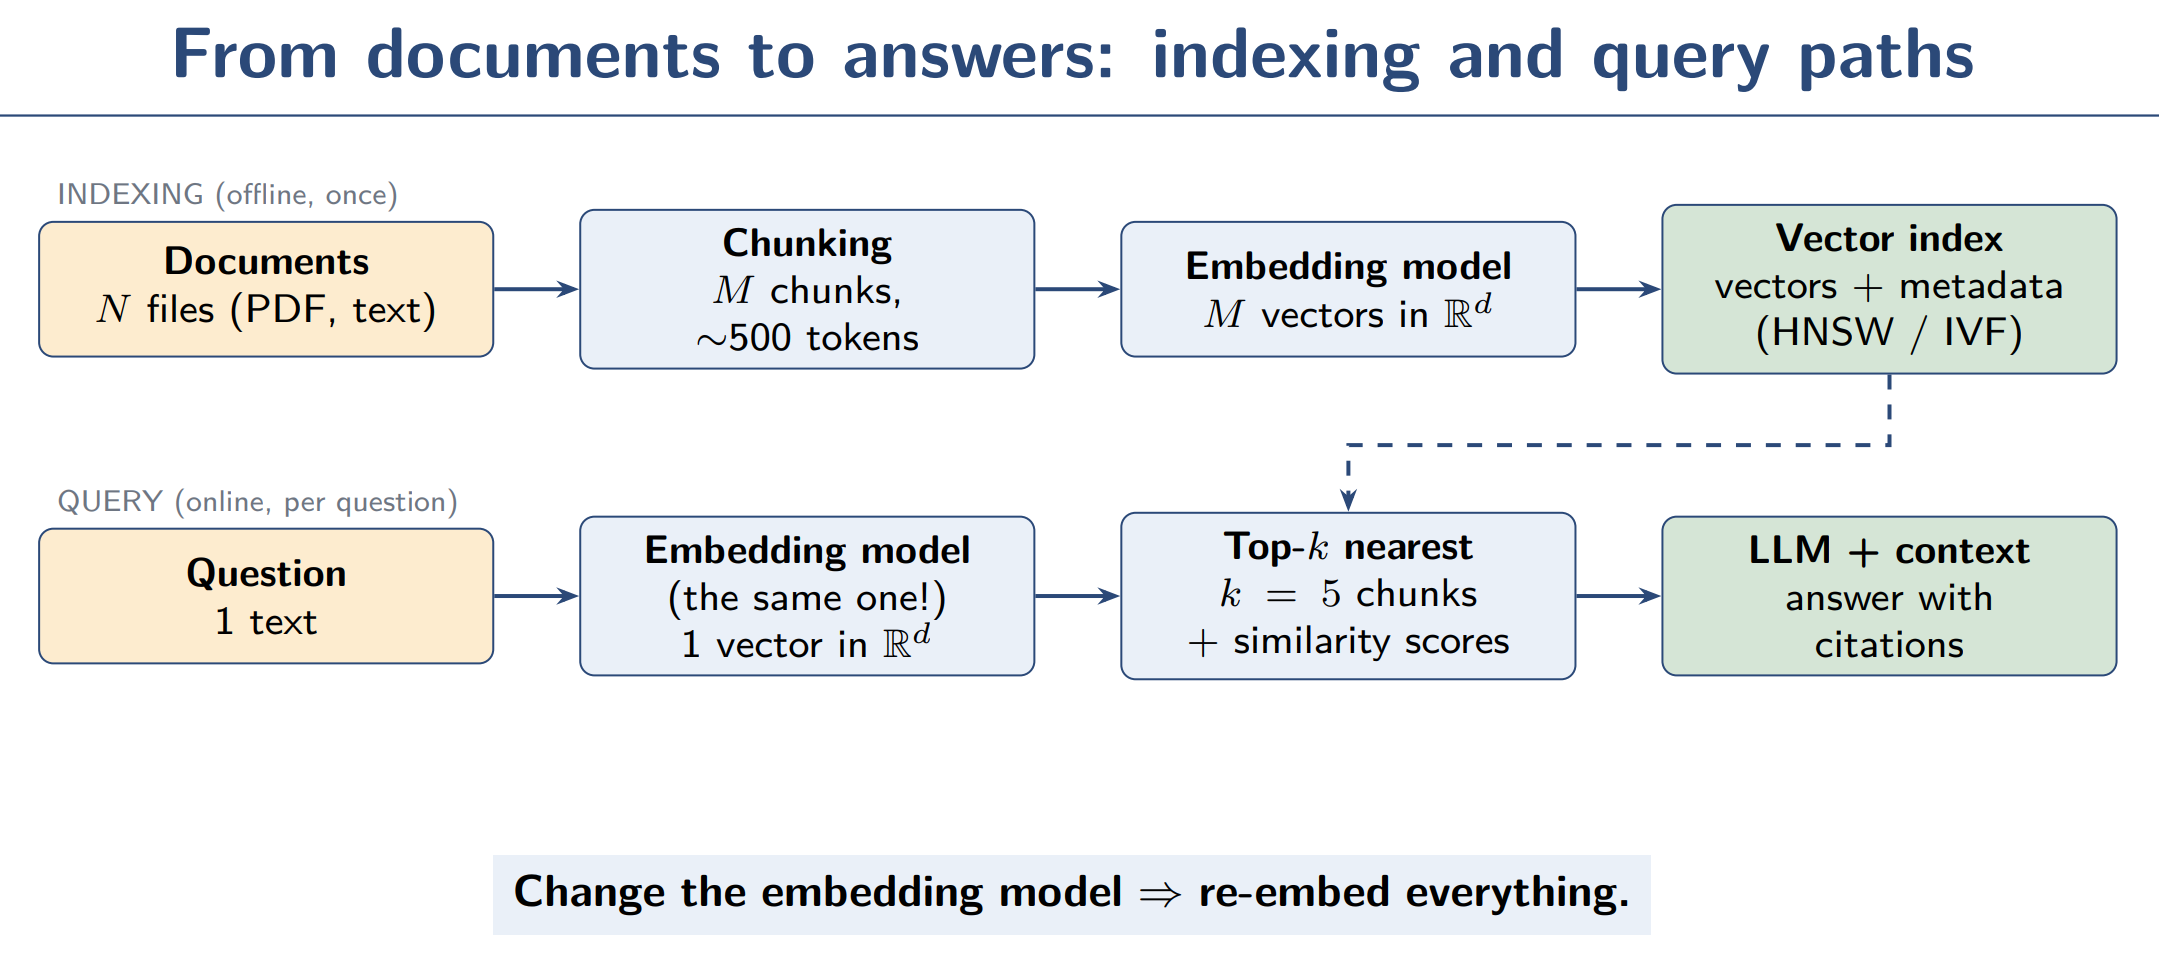 From documents to answers: indexing and query paths
INDEXING (offline, once)
Documents
N files (PDF, text)
Chunking
M chunks,
~500 tokens
Embedding model
M vectors in ℝᵈ
Vector index
vectors + metadata
(HNSW / IVF)
QUERY (online, per question)
Question
1 text
Embedding model
(the same one!)
1 vector in ℝᵈ
Top-k nearest
k = 5 chunks
+ similarity scores
LLM + context
answer with
citations
Change the embedding model ⇒ re-embed everything.